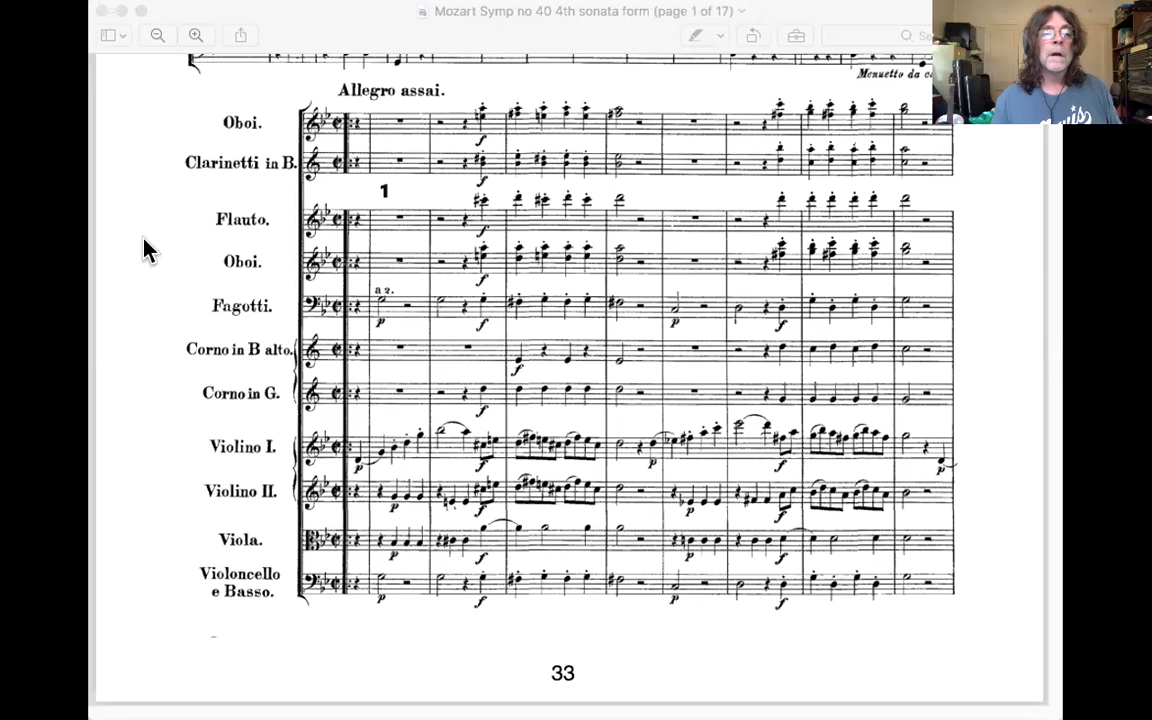 Mozart Symp no 40 4th sonata form (page 1 of 17)
Menuetto da
Allegro assai.
Oboi.
Clarinetti in B.
1
Flauto.
Oboi.
a 2.
Fagotti.
Corno in B alto.
Corno in G.
Violino I.
Violino II.
Viola.
Violoncello
e Basso.
33